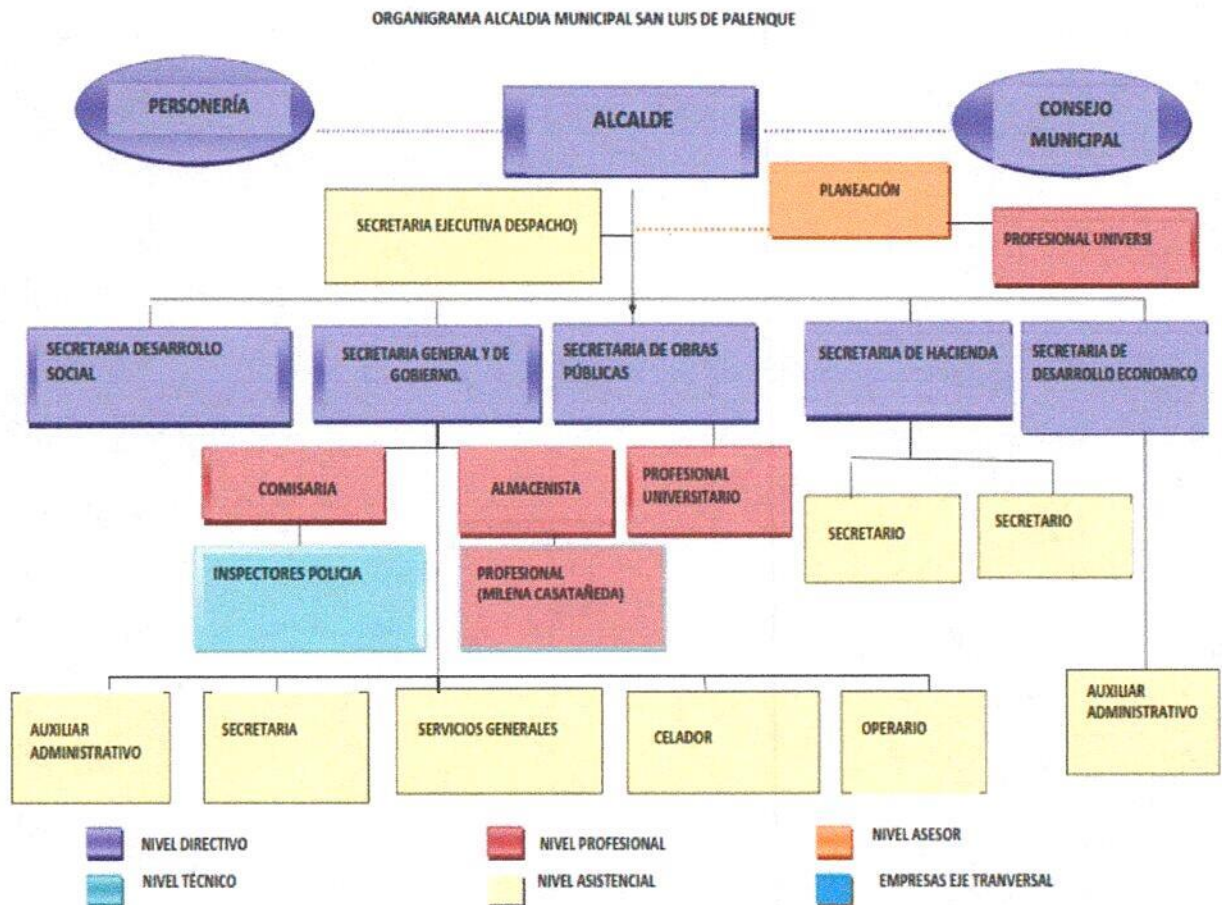 ORGANIGRAMA ALCALDIA MUNICIPAL SAN LUIS DE PALENQUE
PERSONERÍA
ALCALDE
CONSEJO
MUNICIPAL
PLANEACIÓN
SECRETARIA EJECUTIVA DESPACHO)
PROFESIONAL UNIVERSI
SECRETARIA DESARROLLO
SOCIAL
SECRETARIA GENERAL Y DE
GOBIERNO.
SECRETARIA DE OBRAS
PÚBLICAS
SECRETARIA DE HACIENDA
SECRETARIA DE
DESARROLLO ECONOMICO
COMISARIA
ALMACENISTA
PROFESIONAL
UNIVERSITARIO
SECRETARIO
SECRETARIO
INSPECTORES POLICIA
PROFESIONAL
(MILENA CASATAÑEDA)
AUXILIAR
ADMINISTRATIVO
SECRETARIA
SERVICIOS GENERALES
CELADOR
OPERARIO
AUXILIAR
ADMINISTRATIVO
NIVEL DIRECTIVO
NIVEL PROFESIONAL
NIVEL ASESOR
NIVEL TÉCNICO
NIVEL ASISTENCIAL
EMPRESAS EJE TRANVERSAL